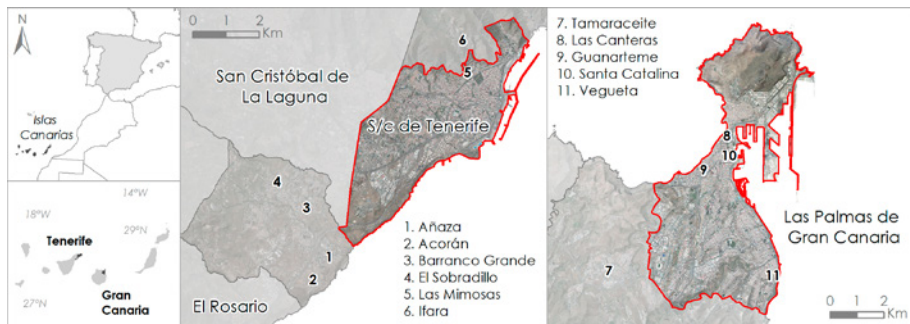 N
Islas
Canarias
14°W
18°W
29°N
Tenerife
Gran
Canaria
27°N
0 1 2
Km
6
San Cristóbal de
La Laguna
5
S/c de Tenerife
4
3
1
2
El Rosario
1. Añaza
2. Acorán
3. Barranco Grande
4. El Sobradillo
5. Las Mimosas
6. Ifara
7. Tamaraceite
8. Las Canteras
9. Guanarteme
10. Santa Catalina
11. Vegueta
8
10
9
Las Palmas de
Gran Canaria
7
11
0 1 2
Km